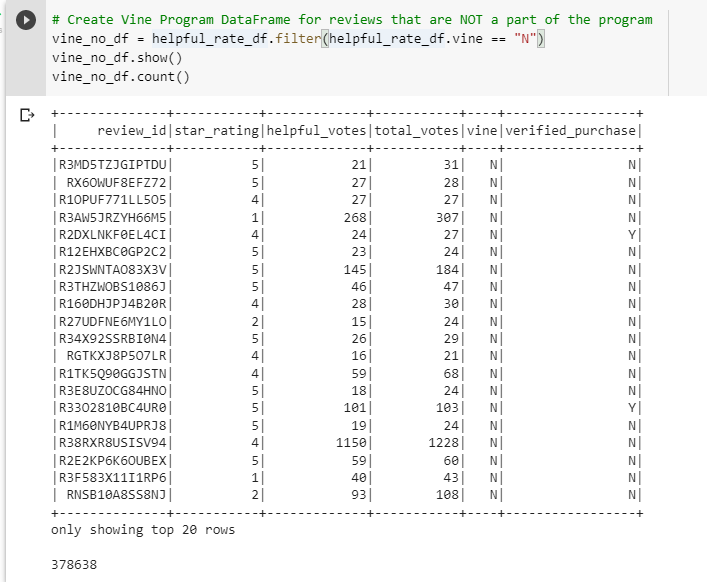 # Create Vine Program DataFrame for reviews that are NOT a part of the program
vine_no_df = helpful_rate_df.filter(helpful_rate_df.vine == "N")
vine_no_df.show()
vine_no_df.count()
+--------------+-----------+-------------+-----------+----+-----------------+
|     review_id|star_rating|helpful_votes|total_votes|vine|verified_purchase|
+--------------+-----------+-------------+-----------+----+-----------------+
|R3MD5TZJGIPTDU|          5|           21|         31|   N|                N|
| RX6OWUF8EFZ72|          5|           27|         28|   N|                N|
|R1OPUF771LL5O5|          4|           27|         27|   N|                N|
|R3AW5JRZYH66M5|          1|          268|        307|   N|                N|
|R2DXLNKF0EL4CI|          4|           24|         27|   N|                Y|
|R12EHXBC0GP2C2|          5|           23|         24|   N|                N|
|R2JSWNTAO83X3V|          5|          145|        184|   N|                N|
|R3THZWOBS1086J|          5|           46|         47|   N|                N|
|R160DHJPJ4B20R|          4|           28|         30|   N|                N|
|R27UDFNE6MY1LO|          2|           15|         24|   N|                N|
|R34X92SSRBI0N4|          5|           26|         29|   N|                N|
| RGTKXJ8P5O7LR|          4|           16|         21|   N|                N|
|R1TK5Q90GGJSTN|          4|           59|         68|   N|                N|
|R3E8UZOCG84HNO|          5|           18|         24|   N|                N|
|R33O2810BC4UR0|          5|          101|        103|   N|                Y|
|R1M60NYB4UPRJ8|          5|           19|         24|   N|                N|
|R38RXR8USISV94|          4|         1150|       1228|   N|                N|
|R2E2KP6K6OUBEX|          5|           59|         60|   N|                N|
|R3F583X11I1RP6|          1|           40|         43|   N|                N|
| RNSB10A8SS8NJ|          2|           93|        108|   N|                N|
+--------------+-----------+-------------+-----------+----+-----------------+
only showing top 20 rows
378638